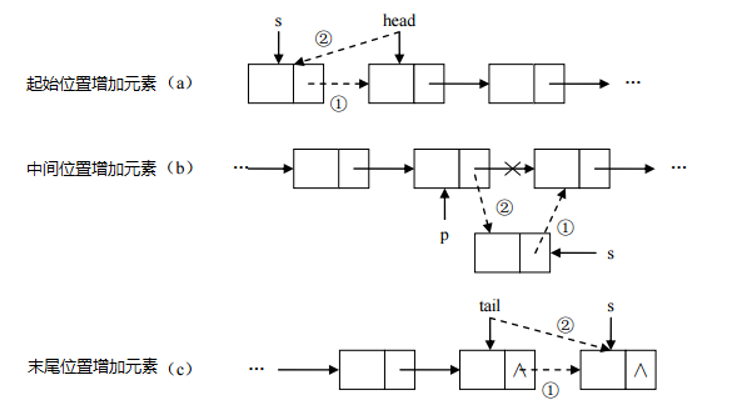 s head
②
起始位置增加元素（a） ...
①
中间位置增加元素（b） ... ...
②
①
p
s
tail s
②
末尾位置增加元素（c） ... ∧ ∧
①